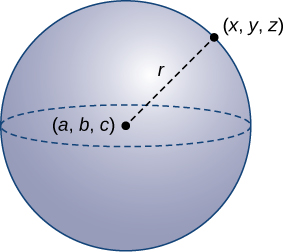 (x, y, z)
r
(a, b, c)